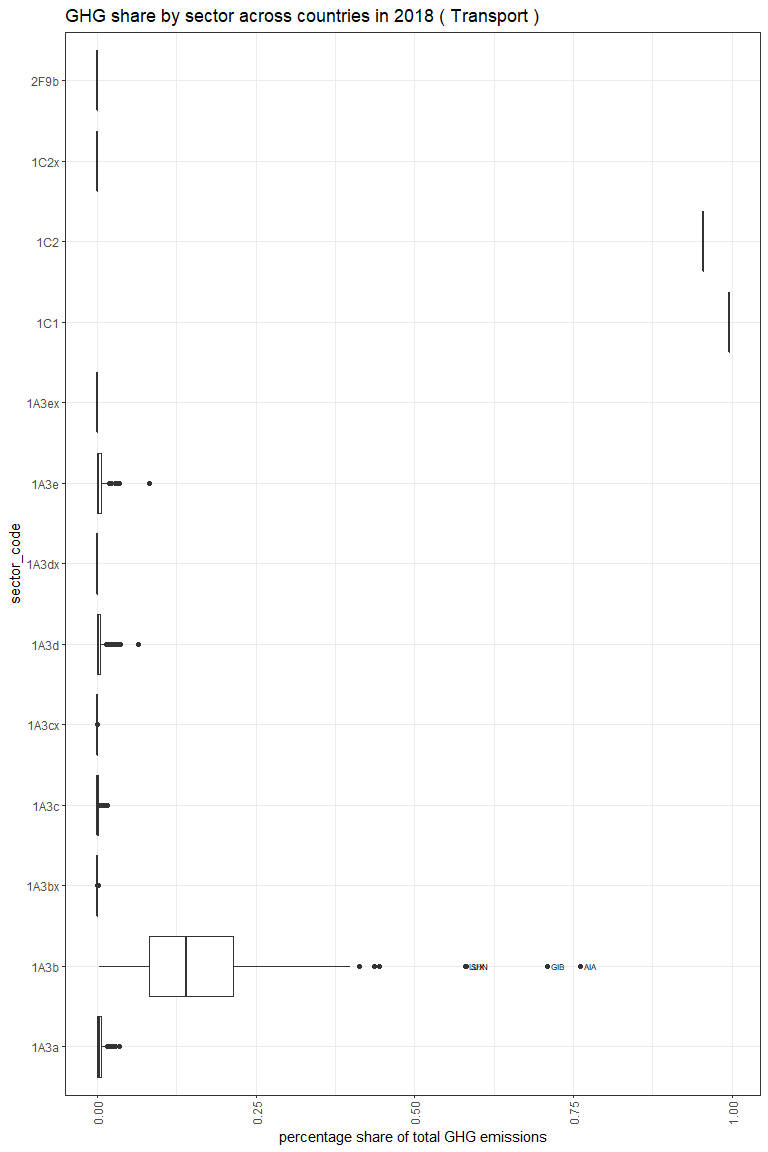 GHG share by sector across countries in 2018 ( Transport )
2F9b
1C2x
1C2
1C1
1A3ex
1A3e
1A3dx
1A3d
1A3cx
1A3c
1A3bx
1A3b
GIB
AIA
1A3a
sector_code
0.00
0.25
0.50
0.75
1.00
percentage share of total GHG emissions